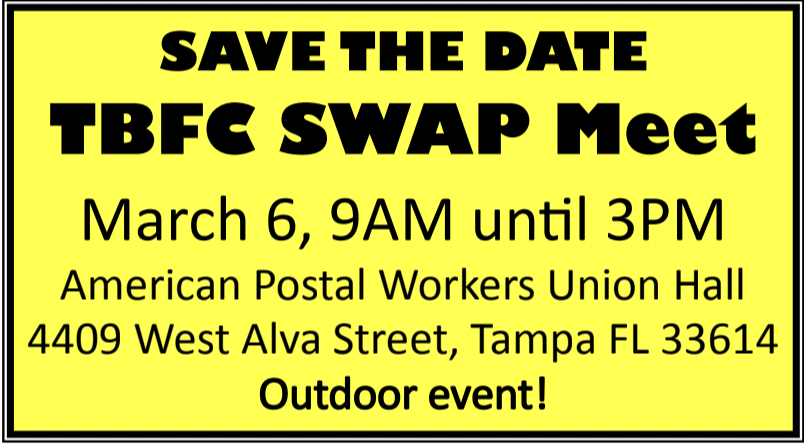 SAVE THE DATE
TBFC SWAP Meet
March 6, 9AM until 3PM
American Postal Workers Union Hall
4409 West Alva Street, Tampa FL 33614
Outdoor event!